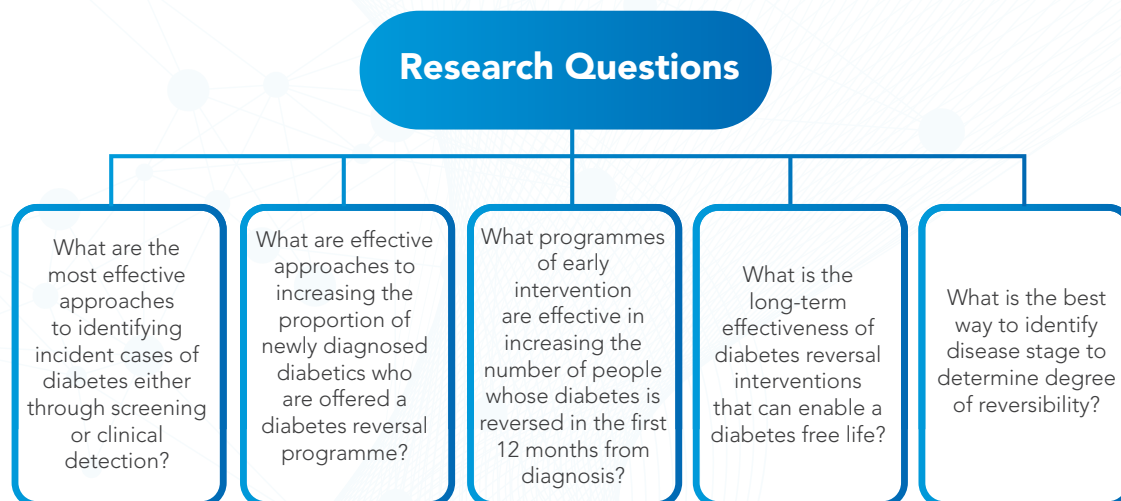 Research Questions
What are the
most effective
approaches
to identifying
incident cases of
diabetes either
through screening
or clinical
detection?
What are effective
approaches to
increasing the
proportion of
newly diagnosed
diabetics who
are offered a
diabetes reversal
programme?
What programmes
of early
intervention
are effective in
increasing the
number of people
whose diabetes is
reversed in the first
12 months from
diagnosis?
What is the
long-term
effectiveness of
diabetes reversal
interventions
that can enable a
diabetes free life?
What is the best
way to identify
disease stage to
determine degree
of reversibility?